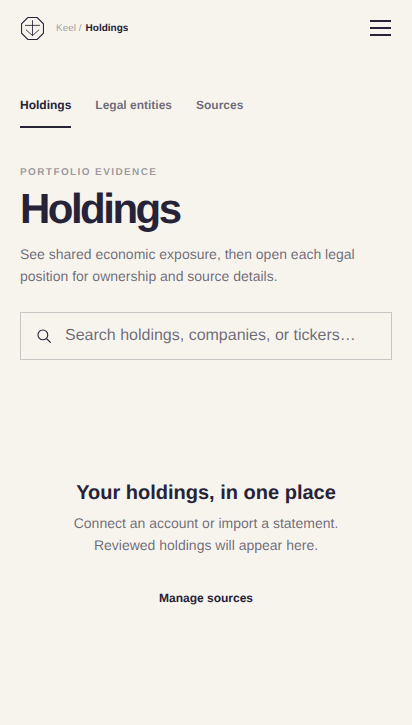 Keel / Holdings
Holdings Legal entities Sources
PORTFOLIO EVIDENCE
Holdings
See shared economic exposure, then open each legal
position for ownership and source details.
Search holdings, companies, or tickers…
Your holdings, in one place
Connect an account or import a statement.
Reviewed holdings will appear here.
Manage sources